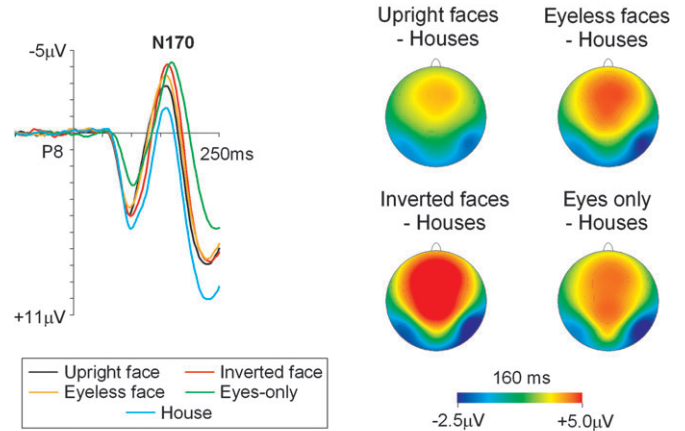 N170
-5μV
P8
250ms
+11μV
Upright face
Inverted face
Eyeless face
Eyes-only
House
Upright faces
- Houses
Eyeless faces
- Houses
Inverted faces
- Houses
Eyes only
- Houses
160 ms
-2.5μV
+5.0μV